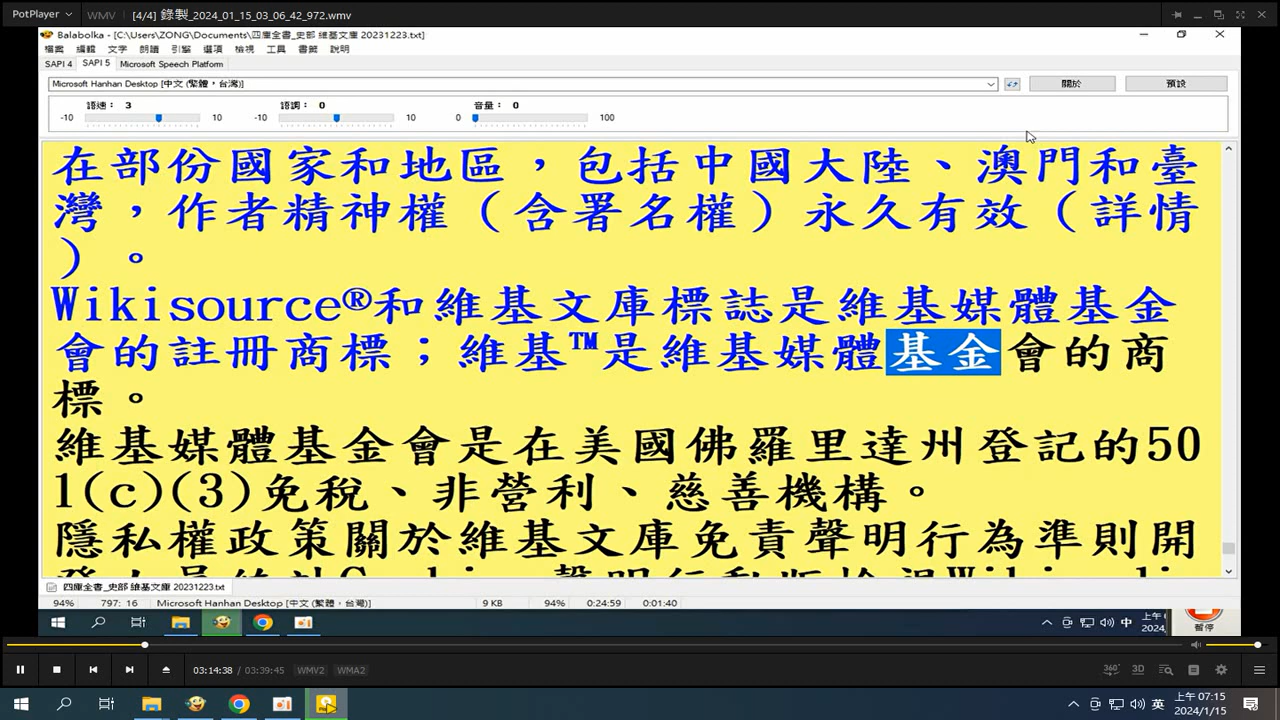 PotPlayer WMV [4/4] 錄製_2024_01_15_03_06_42_972.wmv
Balabolka - [C:\Users\ZONG\Documents\四庫全書_史部 維基文庫 20231223.txt]
檔案 編輯 文字 朗讀 引擎 選項 檢視 工具 書籤 說明
SAPI 4 SAPI 5 Microsoft Speech Platform
Microsoft Hanhan Desktop [中文 (繁體，台灣)] 關於 預設
語速： 3 語調： 0 音量： 0
-10 10 -10 10 0 100
在部份國家和地區，包括中國大陸、澳門和臺
灣，作者精神權（含署名權）永久有效（詳情
）。
Wikisource®和維基文庫標誌是維基媒體基金
會的註冊商標；維基™是維基媒體基金會的商
標。
維基媒體基金會是在美國佛羅里達州登記的50
1(c)(3)免稅、非營利、慈善機構。
隱私權政策關於維基文庫免責聲明行為準則開
四庫全書_史部 維基文庫 20231223.txt
94% 797: 16 Microsoft Hanhan Desktop [中文 (繁體，台灣)] 9 KB 94% 0:24:59 0:01:40
中 上午
2024
暫停
03:14:38 / 03:39:45 WMV2 WMA2
360° 3D
英 上午 07:15
2024/1/15